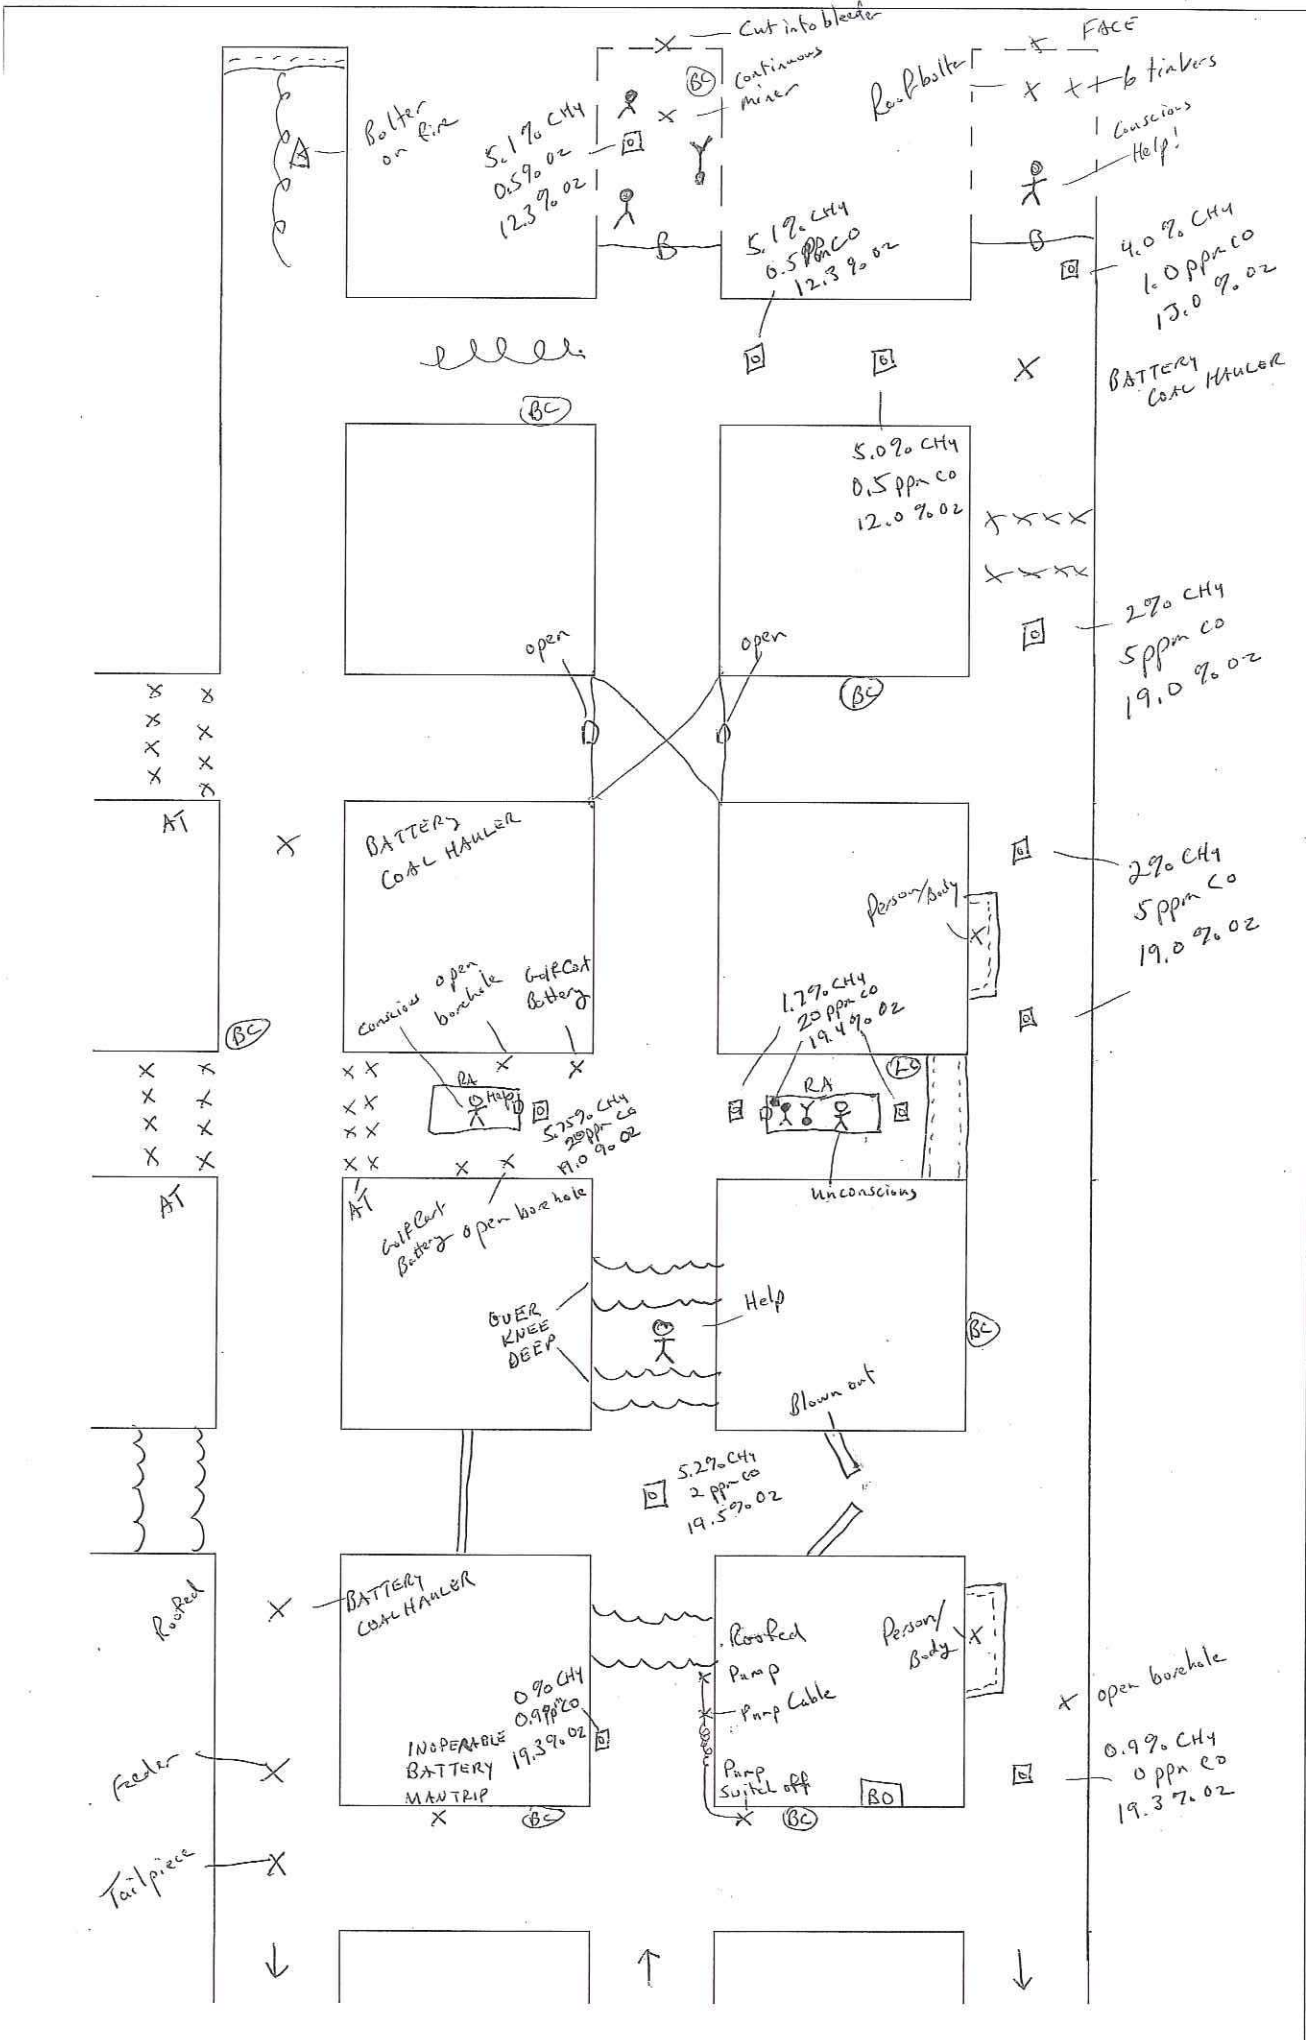 Cut into bleeder
FACE
BC
Continuous
miner
Roof bolter
6 timbers
Bolter
on fire
5.1% CH4
0.5% O2
12.3% O2
Conscious
Help!
B
5.1% CH4
0.5 ppm CO
12.3% O2
B
4.0% CH4
1.0 ppm CO
13.0 % O2
BATTERY
COAL HAULER
BC
5.0% CH4
0.5 ppm CO
12.0 % O2
open
open
2% CH4
5 ppm CO
19.0 % O2
BC
AT
BATTERY
COAL HAULER
2% CH4
5 ppm CO
19.0 % O2
Person/Body
Conscious
open
borehole
Golf Cart
Battery
1.7% CH4
20 ppm CO
19.4% O2
BC
RA
Help
5.75% CH4
20 ppm CO
19.0 % O2
RA
Unconscious
AT
AT
Golf Cart
Battery
open borehole
OVER
KNEE
DEEP
Help
BC
Blown out
5.2% CH4
2 ppm CO
19.5% O2
Roofed
BATTERY
COAL HAULER
Roofed
Pump
Pump Cable
Pump
Switch off
Person/
Body
open borehole
0% CH4
0.9 ppm CO
19.3% O2
INOPERABLE
BATTERY
MANTRIP
BC
BC
BO
0.9% CH4
0 ppm CO
19.3 % O2
Feeder
Tailpiece